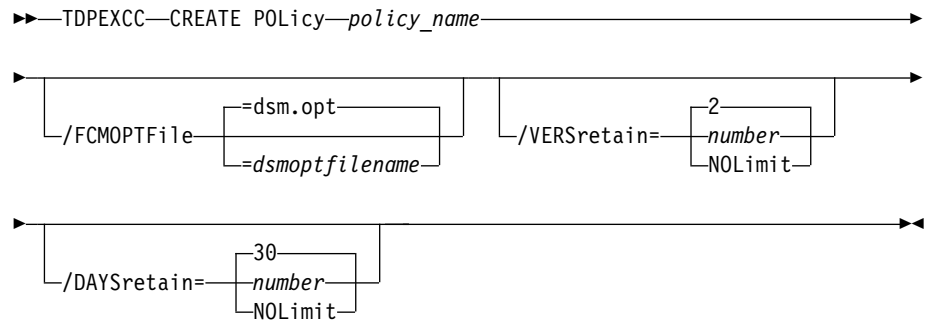 TDPEXCC CREATE POLicy policy_name
=dsm.opt
/FCMOPTFile
=dsmoptfilename
2
/VERSretain= number
NOLimit
30
/DAYSretain= number
NOLimit